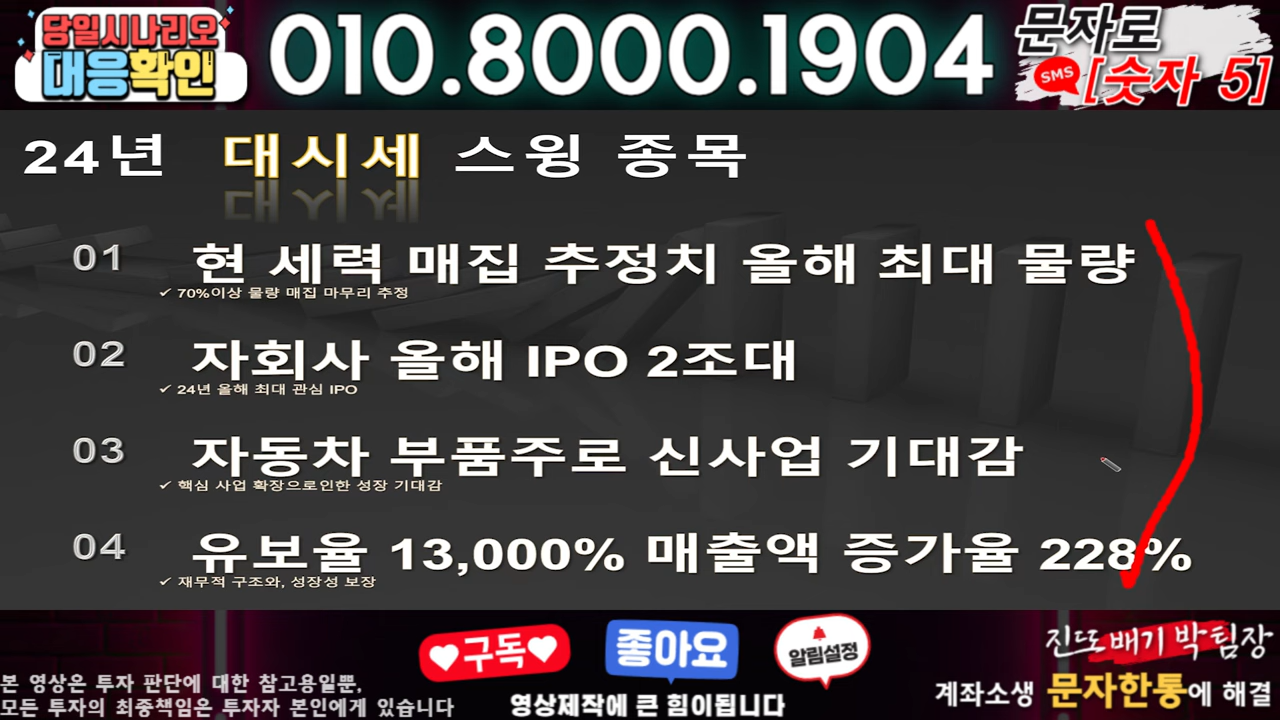 당일시나리오
대응확인
010.8000.1904
문자로
SMS
[숫자 5]
24년 대시세 스윙 종목
01 현 세력 매집 추정치 올해 최대 물량
✓ 70%이상 물량 매집 마무리 추정
02 자회사 올해 IPO 2조대
✓ 24년 올해 최대 관심 IPO
03 자동차 부품주로 신사업 기대감
✓ 핵심 사업 확장으로인한 성장 기대감
04 유보율 13,000% 매출액 증가율 228%
✓ 재무적 구조와, 성장성 보장
구독
좋아요
알림설정
영상제작에 큰 힘이됩니다
본 영상은 투자 판단에 대한 참고용일뿐,
모든 투자의 최종책임은 투자자 본인에게 있습니다
진또배기 박팀장
계좌소생 문자한통에 해결